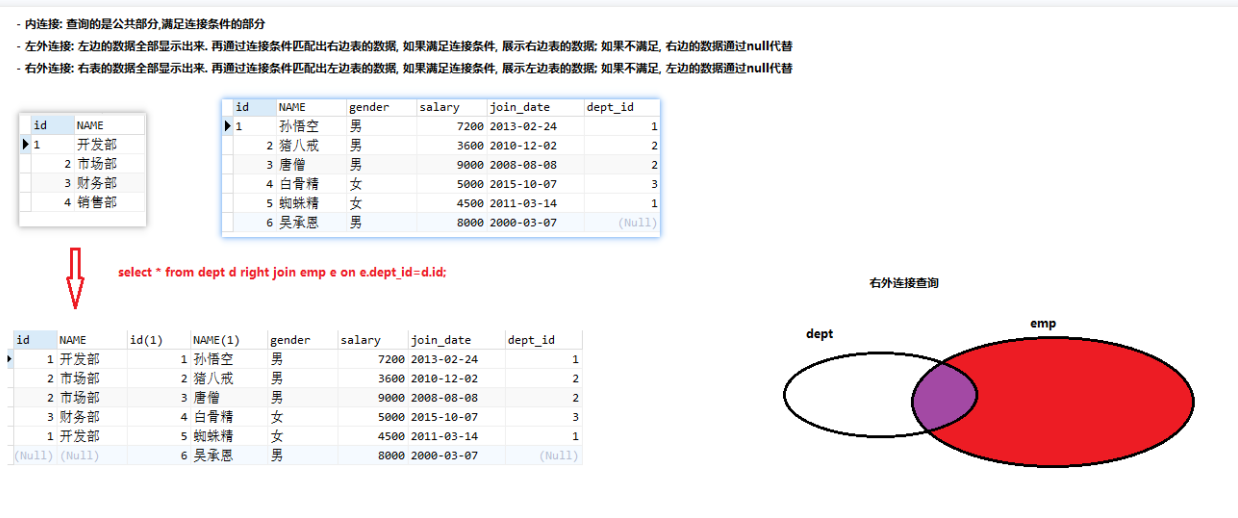 - 内连接: 查询的是公共部分,满足连接条件的部分
- 左外连接: 左边的数据全部显示出来. 再通过连接条件匹配出右边表的数据, 如果满足连接条件, 展示右边表的数据; 如果不满足, 右边的数据通过null代替
- 右外连接: 右表的数据全部显示出来. 再通过连接条件匹配出左边表的数据, 如果满足连接条件, 展示左边表的数据; 如果不满足, 左边的数据通过null代替
id NAME
1 开发部
2 市场部
3 财务部
4 销售部
id NAME gender salary join_date dept_id
1 孙悟空 男 7200 2013-02-24 1
2 猪八戒 男 3600 2010-12-02 2
3 唐僧 男 9000 2008-08-08 2
4 白骨精 女 5000 2015-10-07 3
5 蜘蛛精 女 4500 2011-03-14 1
6 吴承恩 男 8000 2000-03-07 (Null)
select * from dept d right join emp e on e.dept_id=d.id;
id NAME id(1) NAME(1) gender salary join_date dept_id
1 开发部 1 孙悟空 男 7200 2013-02-24 1
2 市场部 2 猪八戒 男 3600 2010-12-02 2
2 市场部 3 唐僧 男 9000 2008-08-08 2
3 财务部 4 白骨精 女 5000 2015-10-07 3
1 开发部 5 蜘蛛精 女 4500 2011-03-14 1
(Null) (Null) 6 吴承恩 男 8000 2000-03-07 (Null)
右外连接查询
dept
emp